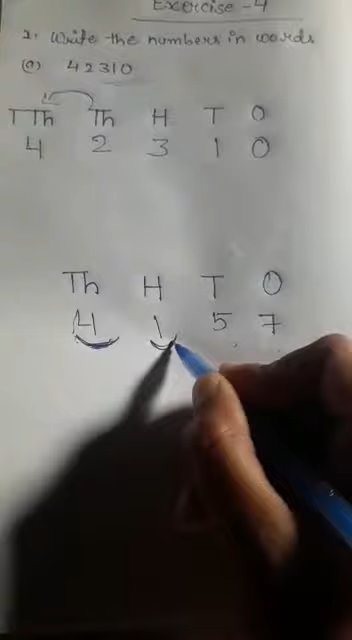 Exercise -4
1. Write the numbers in words
(a) 42310
TTh Th H T O
4 2 3 1 0
Th H T O
4 1 5 7